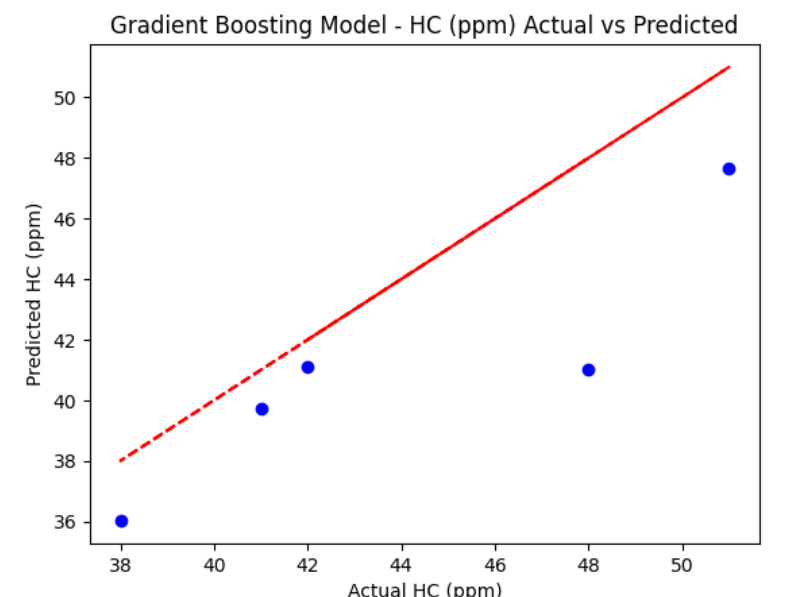 Gradient Boosting Model - HC (ppm) Actual vs Predicted
Predicted HC (ppm)
50
48
46
44
42
40
38
36
38 40 42 44 46 48 50
Actual HC (ppm)